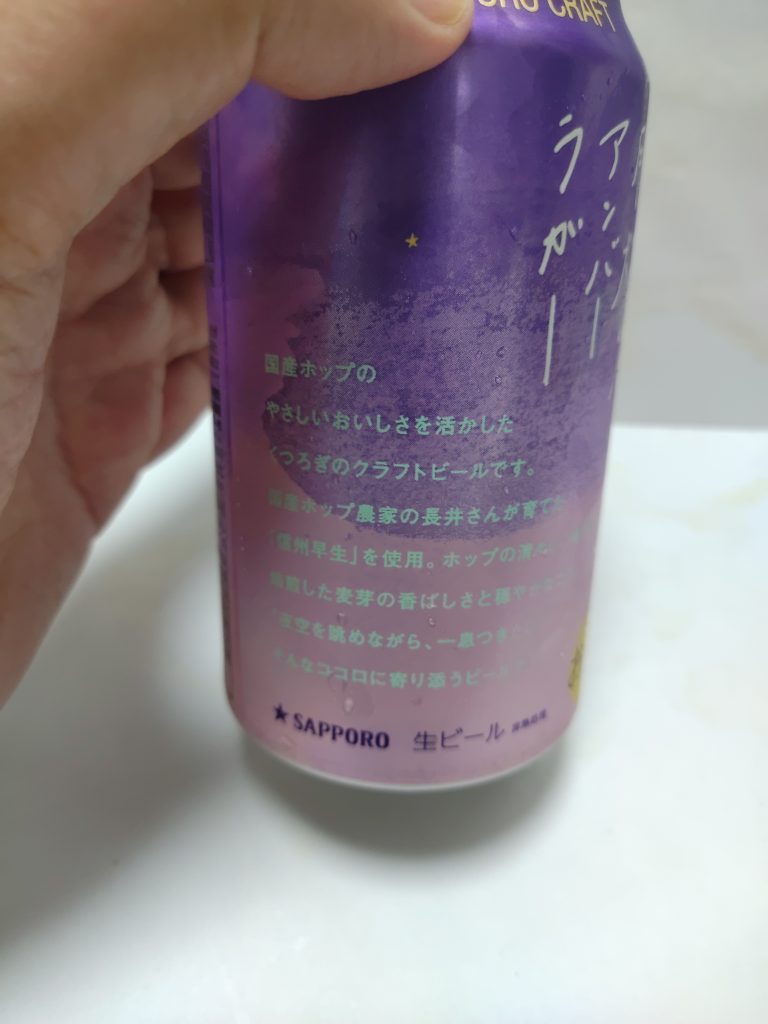 CRAFT
アンバー
ラガー
国産ホップの
やさしいおいしさを活かした
くつろぎのクラフトビールです。
国産ホップ農家の長井さんが育てた
「信州早生」を使用。ホップの清々しい
焙煎した麦芽の香ばしさと穏やかな
「夜空を眺めながら、一息つきたい
そんなココロに寄り添うビール
★SAPPORO 生ビール